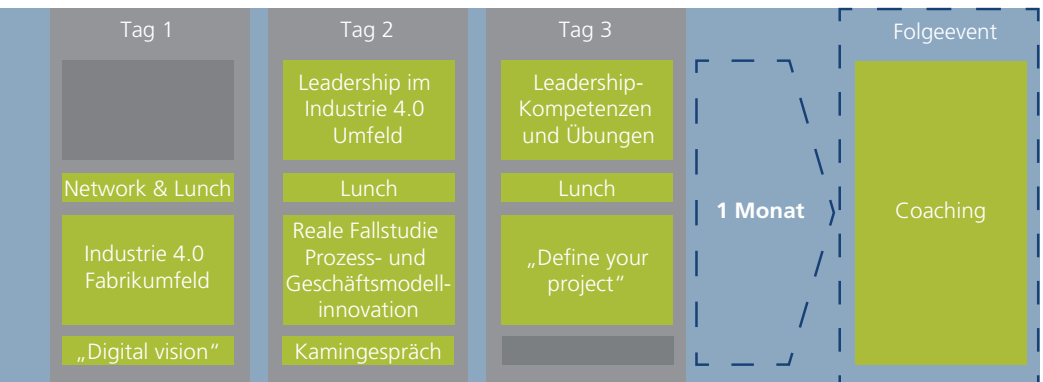 Tag 1
Network & Lunch
Industrie 4.0
Fabrikumfeld
„Digital vision“
Tag 2
Leadership im
Industrie 4.0
Umfeld
Lunch
Reale Fallstudie
Prozess- und
Geschäftsmodell-
innovation
Kamingespräch
Tag 3
Leadership-
Kompetenzen
und Übungen
Lunch
„Define your
project“
1 Monat
Folgeevent
Coaching